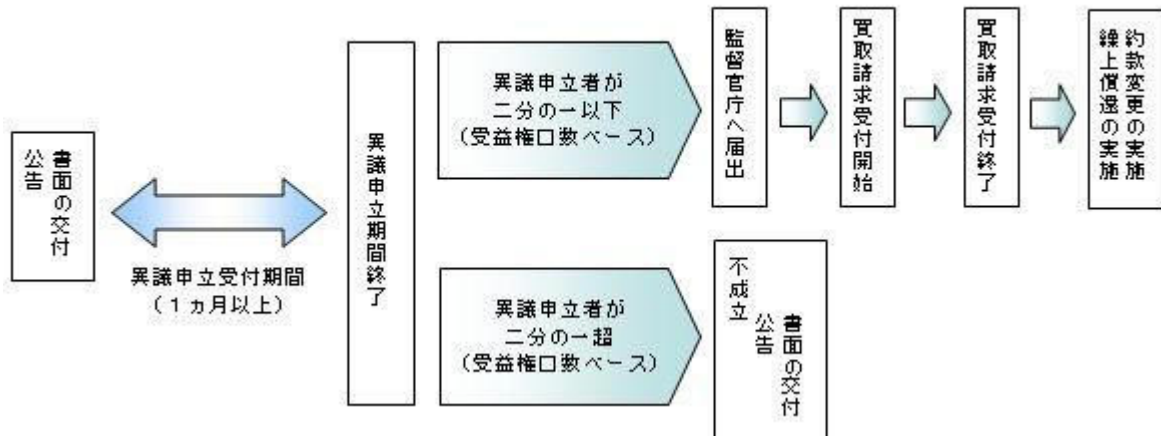 書面の交付
公告
異議申立受付期間
(1ヵ月以上)
異議申立期間終了
異議申立者が
二分の一以下
(受益権口数ベース)
監督官庁へ届出
買取請求受付開始
買取請求受付終了
約款変更の実施
繰上償還の実施
異議申立者が
二分の一超
(受益権口数ベース)
不成立
書面の交付
公告